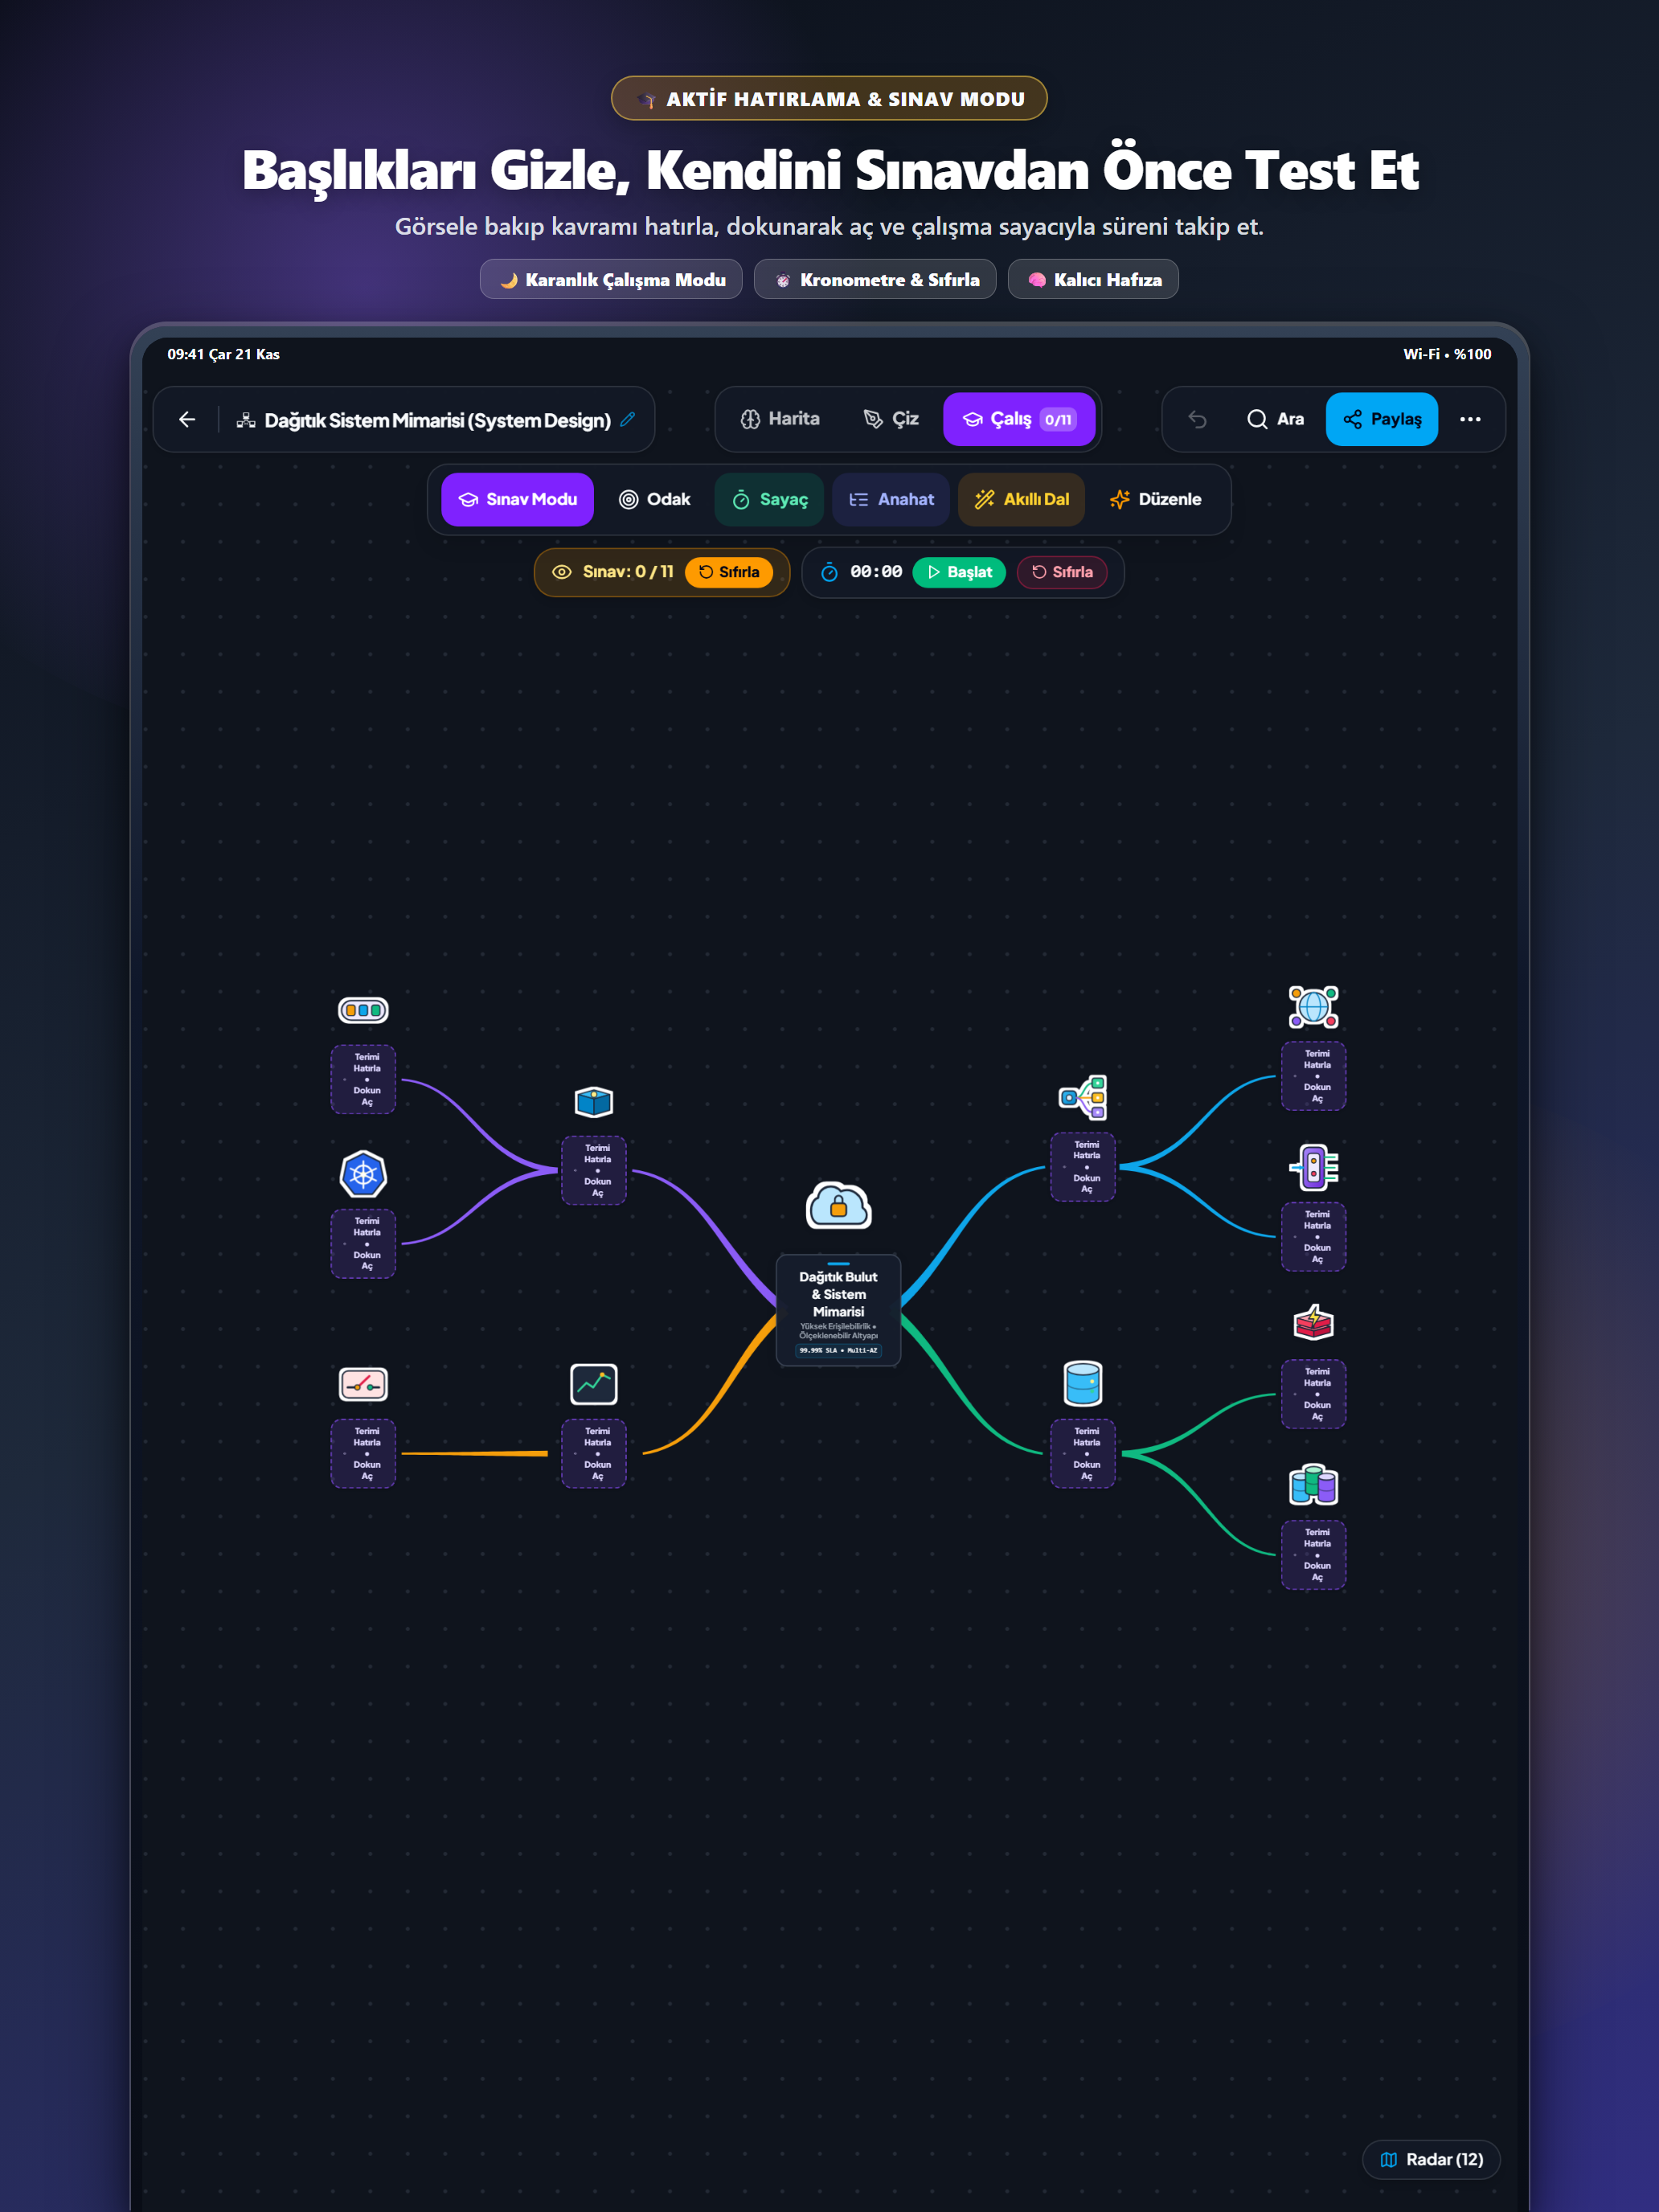 AKTİF HATIRLAMA & SINAV MODU
Başlıkları Gizle, Kendini Sınavdan Önce Test Et
Görsele bakıp kavramı hatırla, dokunarak aç ve çalışma sayacıyla süreni takip et.
Karanlık Çalışma Modu
Kronometre & Sıfırla
Kalıcı Hafıza
09:41 Çar 21 Kas
Wi-Fi • %100
Dağıtık Sistem Mimarisi (System Design)
Harita
Çiz
Çalış 0/11
Ara
Paylaş
Sınav Modu
Odak
Sayaç
Anahat
Akıllı Dal
Düzenle
Sınav: 0 / 11
Sıfırla
00:00
Başlat
Sıfırla
Terimi
Hatırla
•
Dokun
Aç
Terimi
Hatırla
•
Dokun
Aç
Terimi
Hatırla
•
Dokun
Aç
Terimi
Hatırla
•
Dokun
Aç
Terimi
Hatırla
•
Dokun
Aç
Dağıtık Bulut
& Sistem
Mimarisi
Yüksek Erişilebilirlik •
Ölçeklenebilir Altyapı
99.99% SLA • Multi-AZ
Terimi
Hatırla
•
Dokun
Aç
Terimi
Hatırla
•
Dokun
Aç
Terimi
Hatırla
•
Dokun
Aç
Terimi
Hatırla
•
Dokun
Aç
Terimi
Hatırla
•
Dokun
Aç
Terimi
Hatırla
•
Dokun
Aç
Radar (12)